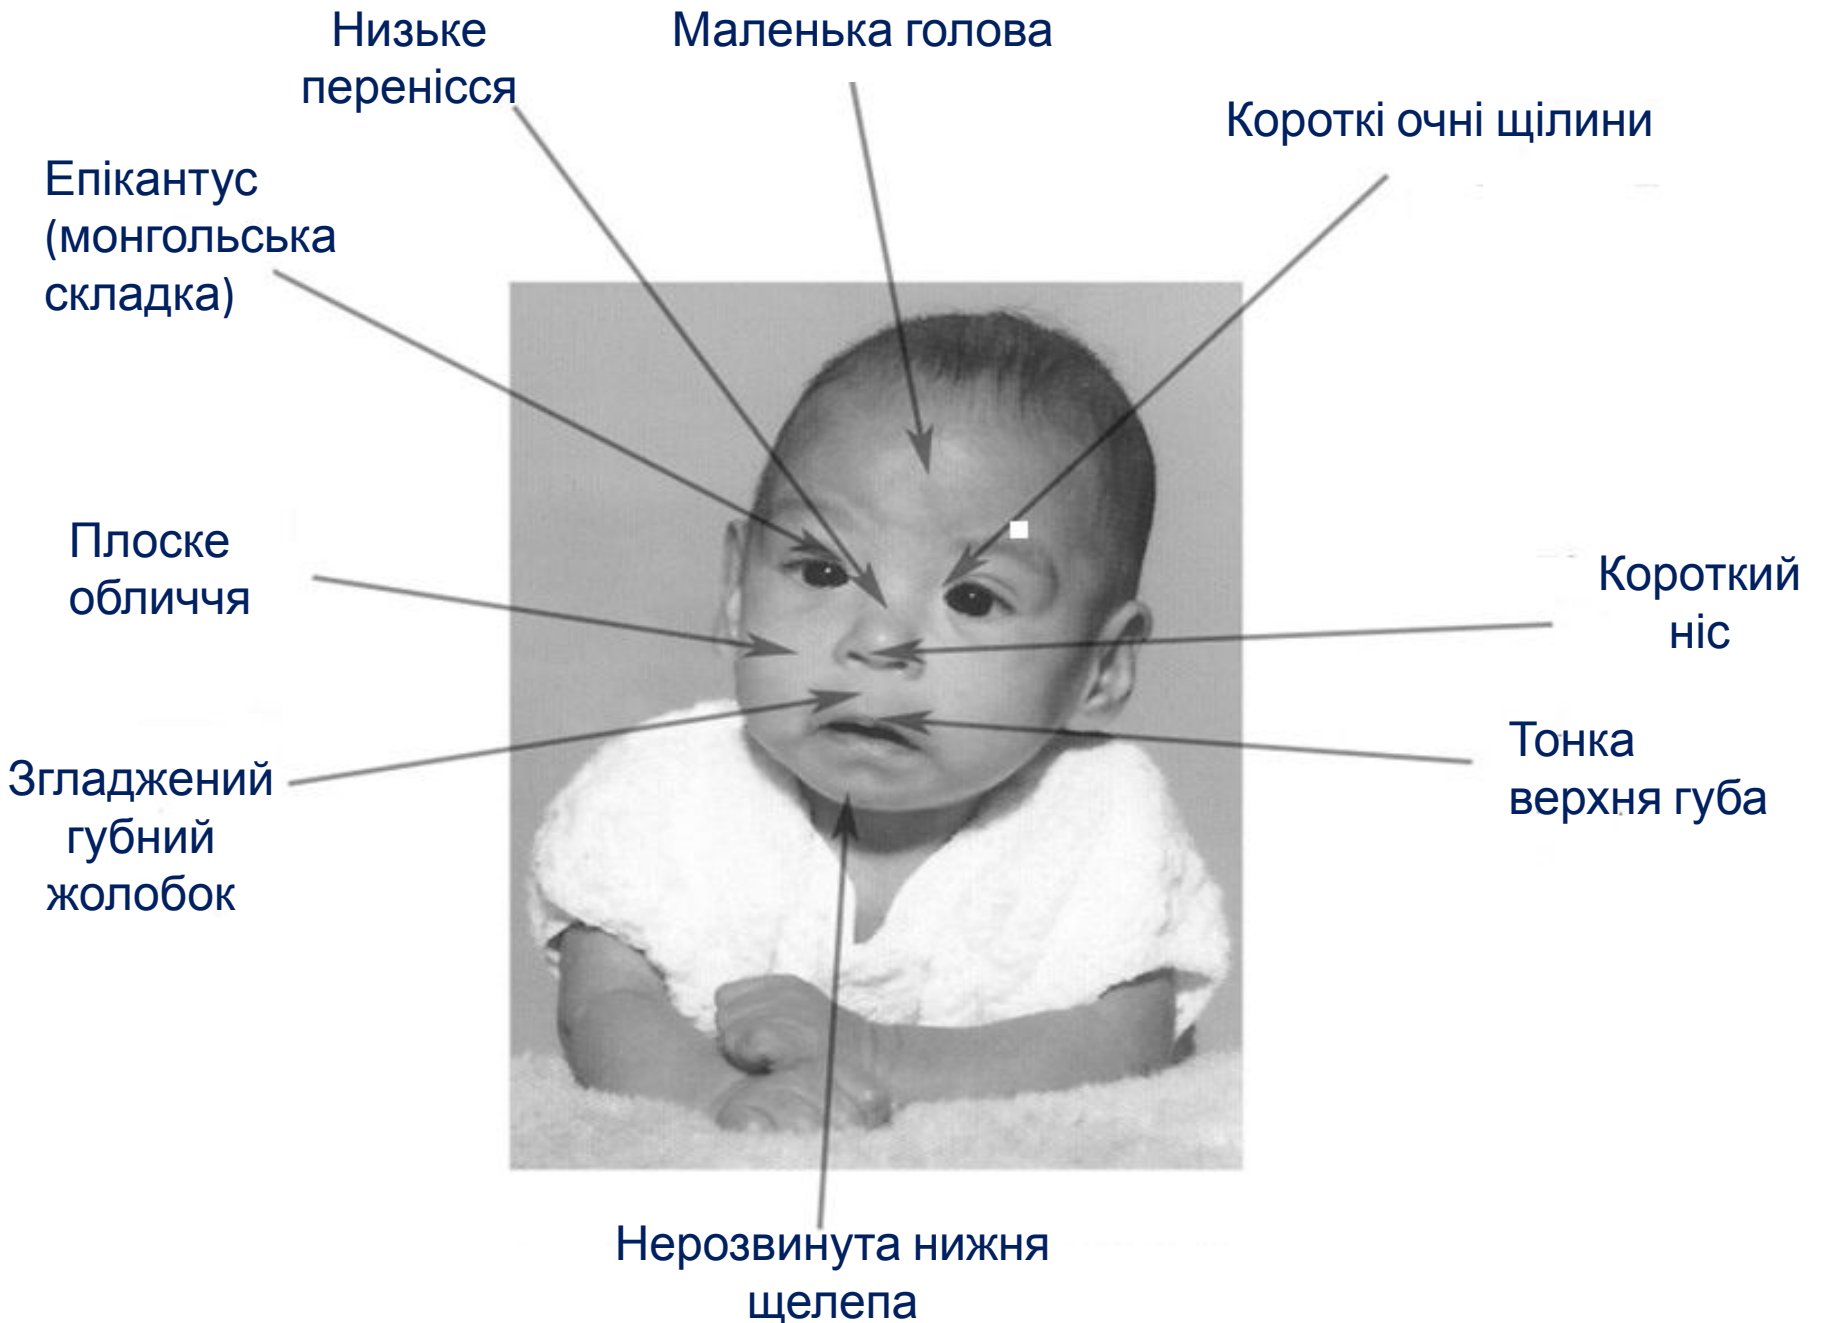 Низьке
перенісся
Маленька голова
Короткі очні щілини
Епікантус
(монгольська
складка)
Плоске
обличчя
Короткий
ніс
Згладжений
губний
жолобок
Тонка
верхня губа
Нерозвинута нижня
щелепа